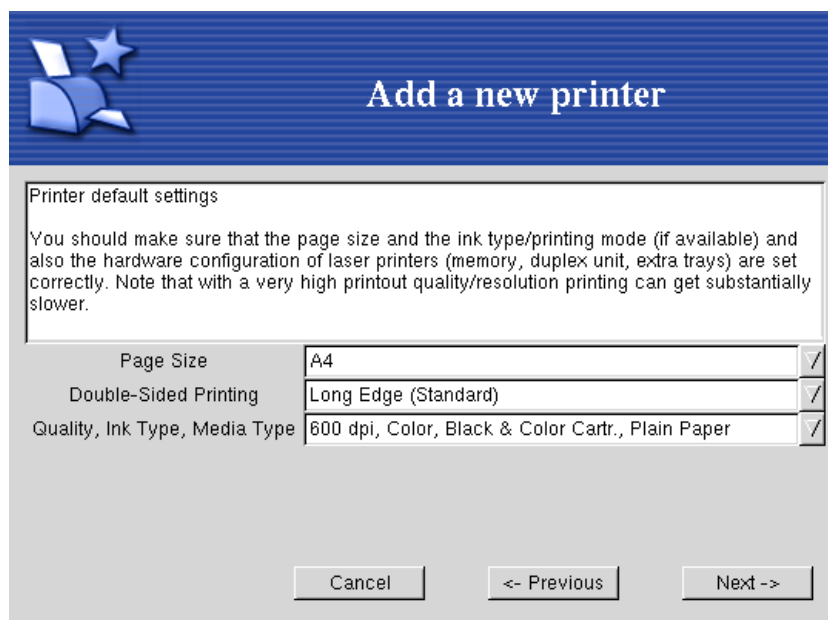 Add a new printer
Printer default settings
You should make sure that the page size and the ink type/printing mode (if available) and
also the hardware configuration of laser printers (memory, duplex unit, extra trays) are set
correctly. Note that with a very high printout quality/resolution printing can get substantially
slower.
Page Size A4
Double-Sided Printing Long Edge (Standard)
Quality, Ink Type, Media Type 600 dpi, Color, Black & Color Cartr., Plain Paper
Cancel <- Previous Next ->